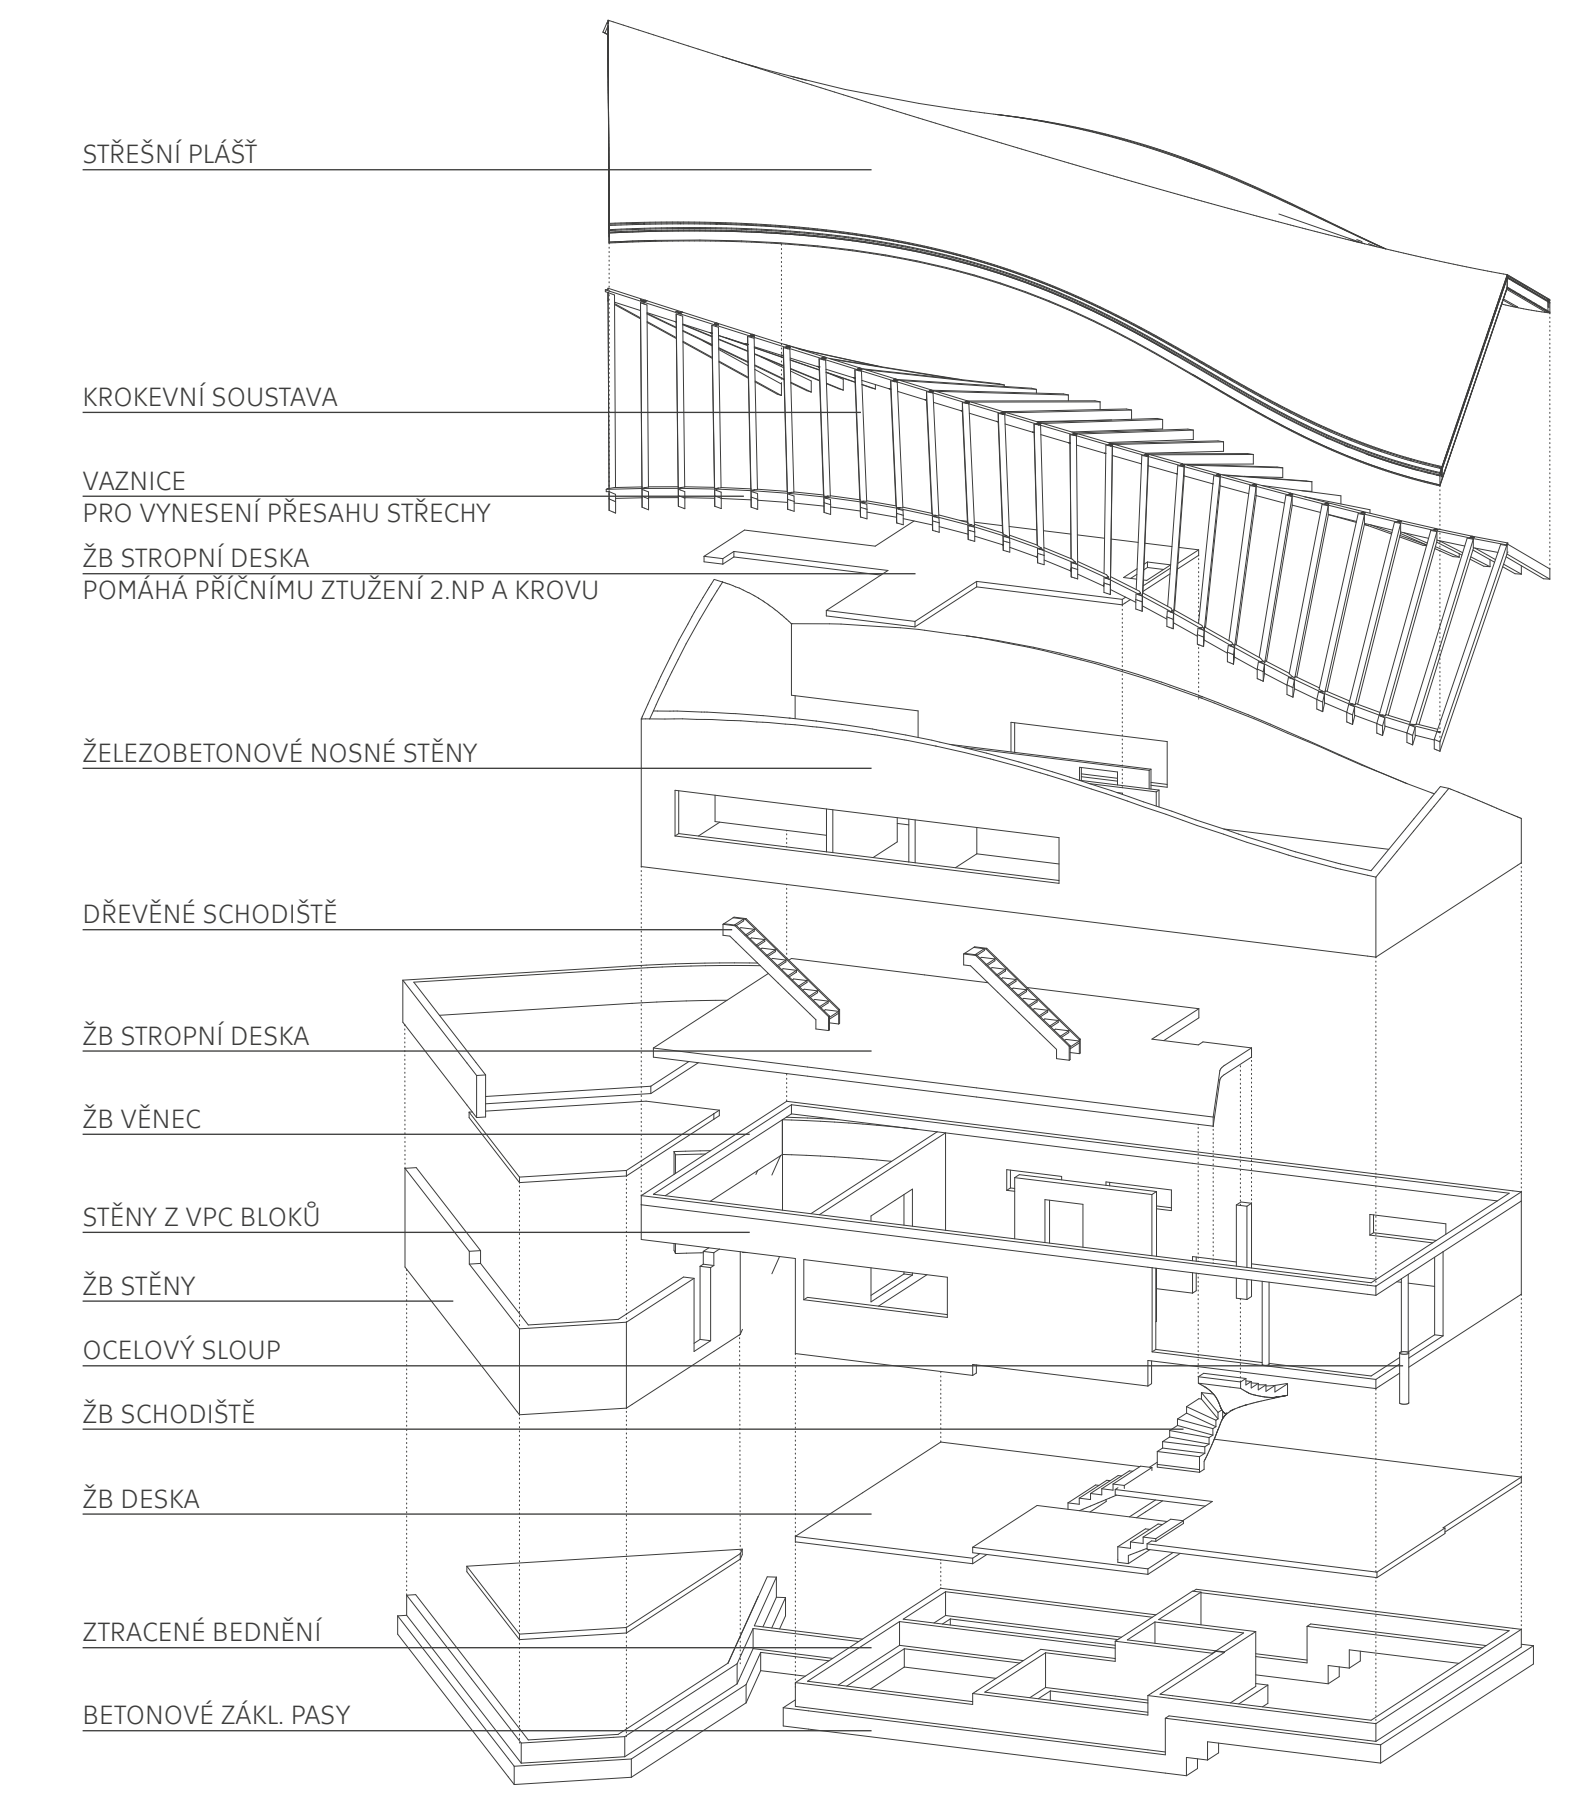 STŘEŠNÍ PLÁŠŤ
KROKEVNÍ SOUSTAVA
VAZNICE
PRO VYNESENÍ PŘESAHU STŘECHY
ŽB STROPNÍ DESKA
POMÁHÁ PŘÍČNÍMU ZTUŽENÍ 2.NP A KROVU
ŽELEZOBETONOVÉ NOSNÉ STĚNY
DŘEVĚNÉ SCHODIŠTĚ
ŽB STROPNÍ DESKA
ŽB VĚNEC
STĚNY Z VPC BLOKŮ
ŽB STĚNY
OCELOVÝ SLOUP
ŽB SCHODIŠTĚ
ŽB DESKA
ZTRACENÉ BEDNĚNÍ
BETONOVÉ ZÁKL. PASY